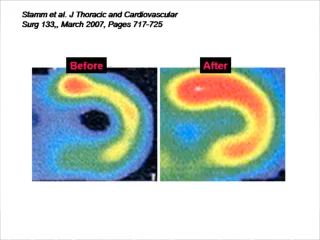 Stamm et al. J Thoracic and Cardiovascular
Surg 133,, March 2007, Pages 717-725
Before
After